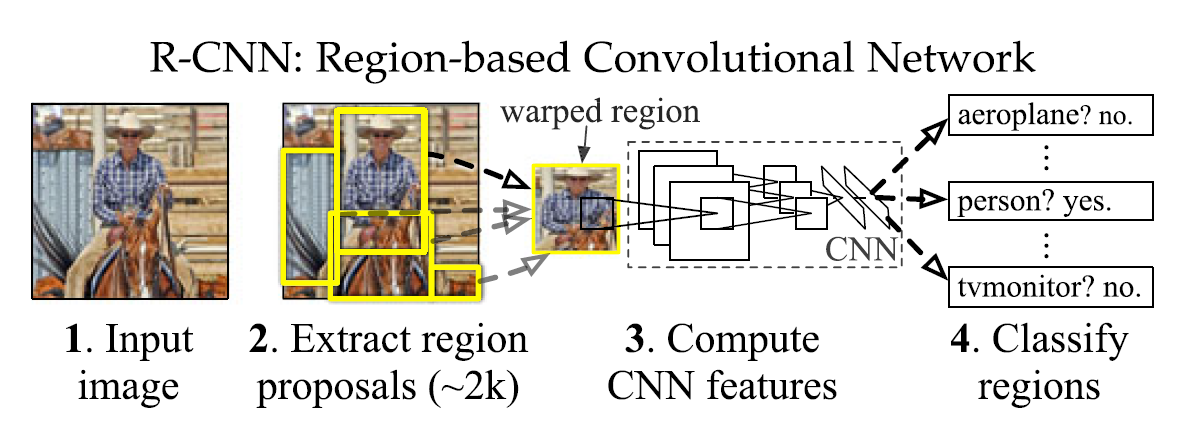 R-CNN: Region-based Convolutional Network
warped region
aeroplane? no.
person? yes.
CNN
tvmonitor? no.
1. Input
image
2. Extract region
proposals (~2k)
3. Compute
CNN features
4. Classify
regions